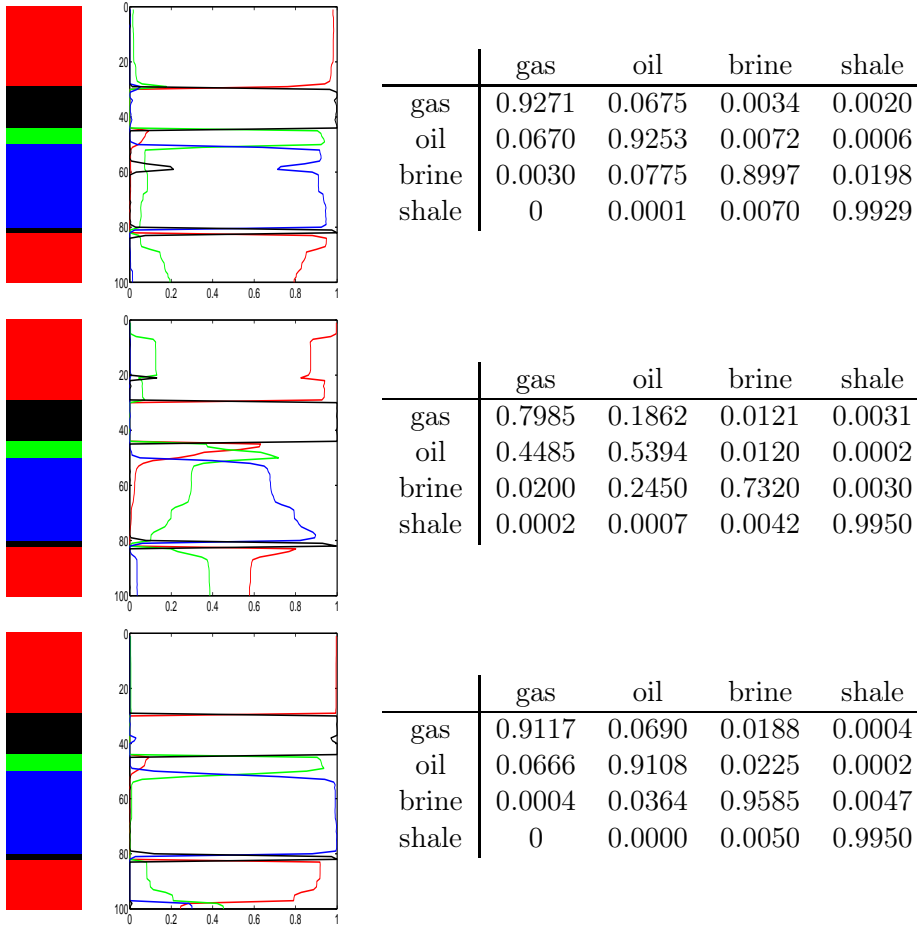 0
20
40
60
80
100
0 0.2 0.4 0.6 0.8 1
gas oil brine shale
gas 0.9271 0.0675 0.0034 0.0020
oil 0.0670 0.9253 0.0072 0.0006
brine 0.0030 0.0775 0.8997 0.0198
shale 0 0.0001 0.0070 0.9929
0
20
40
60
80
100
0 0.2 0.4 0.6 0.8 1
gas oil brine shale
gas 0.7985 0.1862 0.0121 0.0031
oil 0.4485 0.5394 0.0120 0.0002
brine 0.0200 0.2450 0.7320 0.0030
shale 0.0002 0.0007 0.0042 0.9950
0
20
40
60
80
100
0 0.2 0.4 0.6 0.8 1
gas oil brine shale
gas 0.9117 0.0690 0.0188 0.0004
oil 0.0666 0.9108 0.0225 0.0002
brine 0.0004 0.0364 0.9585 0.0047
shale 0 0.0000 0.0050 0.9950